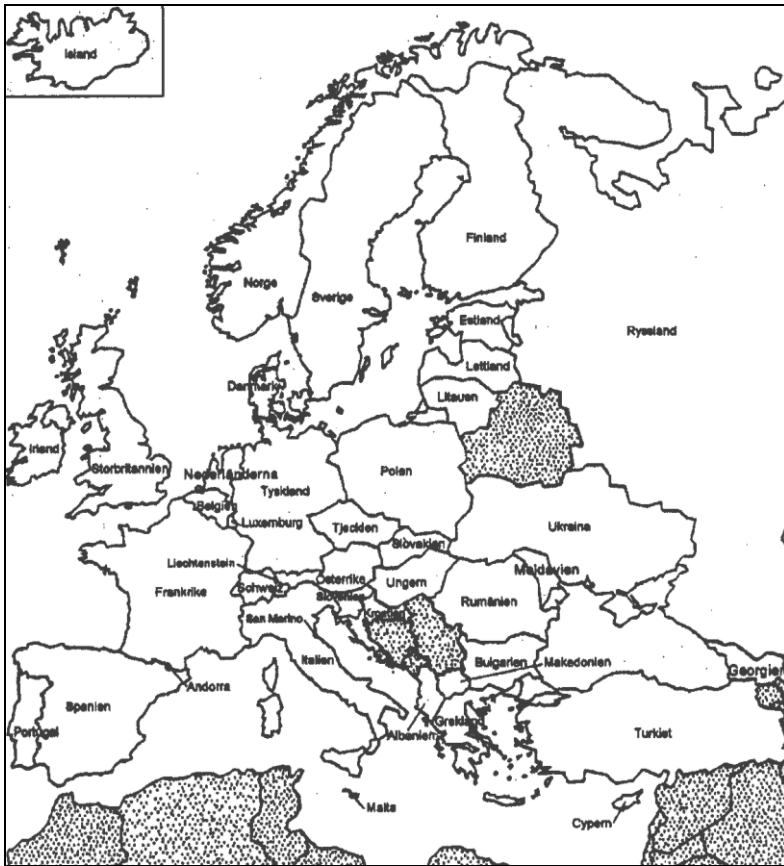 Island
Finland
Norge
Sverige
Estland
Ryssland
Lettland
Danmark
Litauen
Irland
Storbritannien
Nederländerna
Polen
Tyskland
Belgien
Luxemburg
Tjeckien
Ukraina
Slovakien
Liechtenstein
Moldavien
Schweiz
Österrike
Ungern
Frankrike
Slovenien
Rumänien
San Marino
Kroatien
Italien
Bulgarien
Makedonien
Georgien
Andorra
Spanien
Portugal
Grekland
Albanien
Turkiet
Malta
Cypern